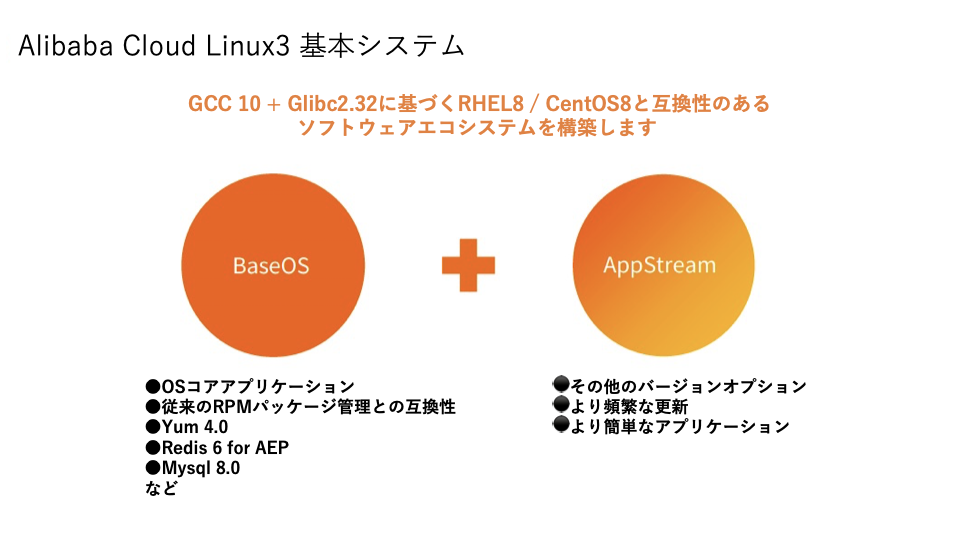 Alibaba Cloud Linux3 基本システム
GCC 10 + Glibc2.32に基づくRHEL8 / CentOS8と互換性のある
ソフトウェアエコシステムを構築します
BaseOS
AppStream
●OSコアアプリケーション
●従来のRPMパッケージ管理との互換性
●Yum 4.0
●Redis 6 for AEP
●Mysql 8.0
など
●その他のバージョンオプション
●より頻繁な更新
●より簡単なアプリケーション